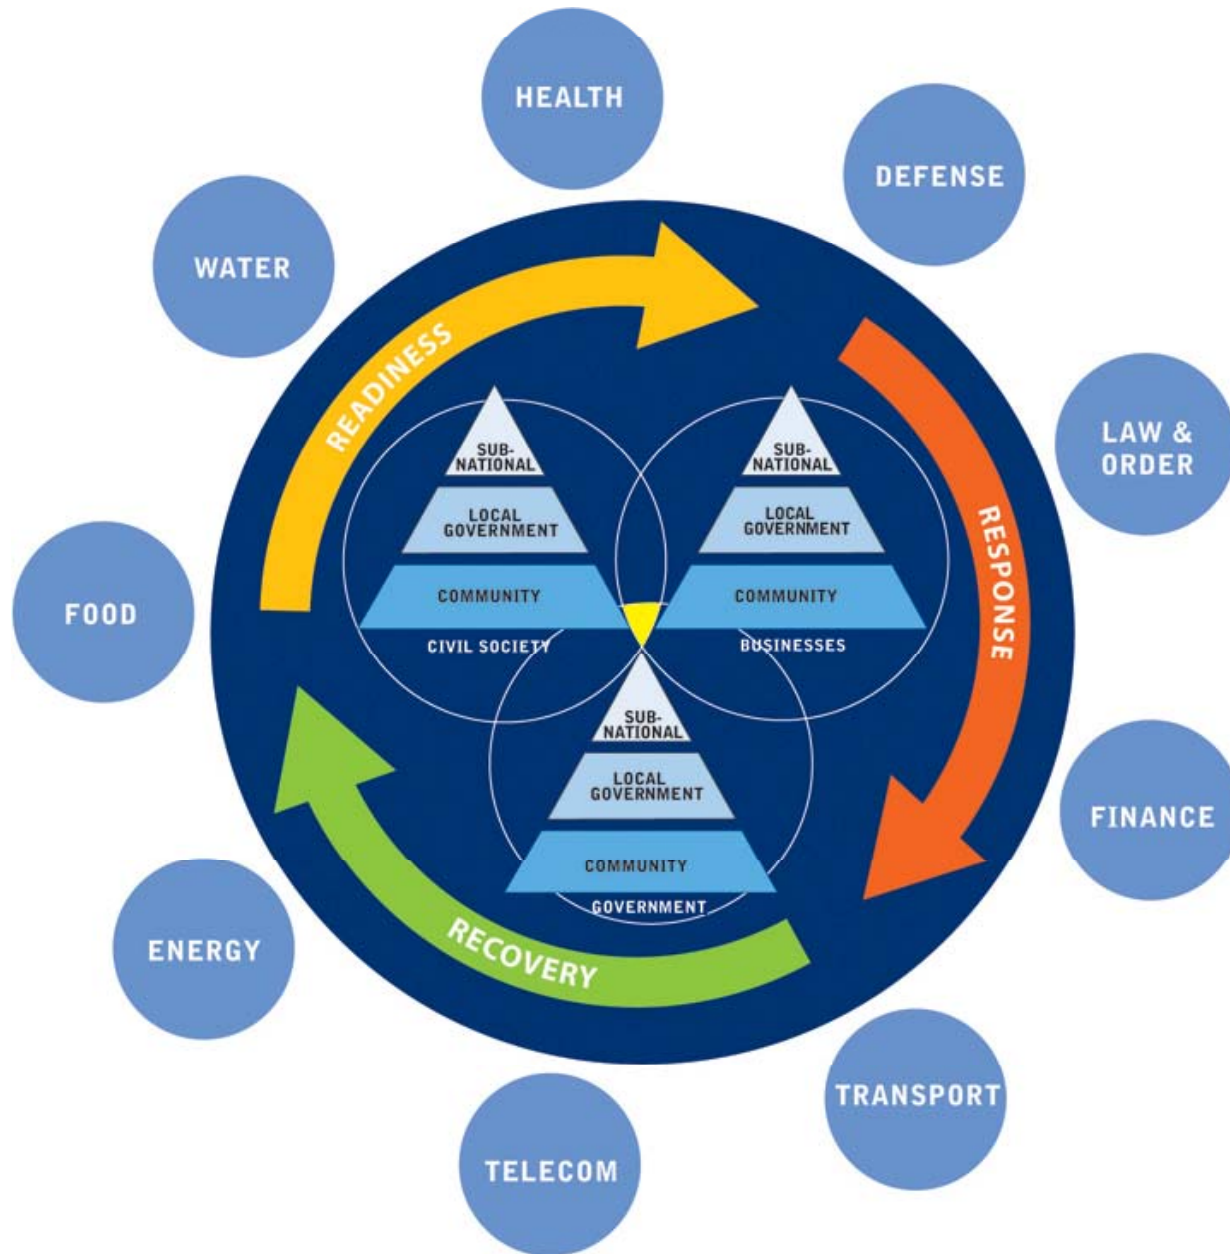 HEALTH
DEFENSE
WATER
READINESS
LAW &
ORDER
SUB-
NATIONAL
LOCAL
GOVERNMENT
COMMUNITY
CIVIL SOCIETY
SUB-
NATIONAL
LOCAL
GOVERNMENT
COMMUNITY
BUSINESSES
RESPONSE
FOOD
SUB-
NATIONAL
LOCAL
GOVERNMENT
COMMUNITY
GOVERNMENT
FINANCE
RECOVERY
ENERGY
TRANSPORT
TELECOM